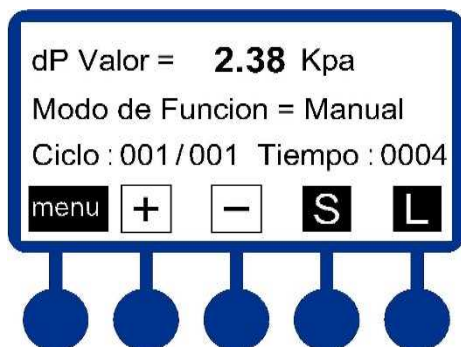 dP Valor = 2.38 Kpa
Modo de Funcion = Manual
Ciclo : 001/001 Tiempo : 0004
menu + − S L